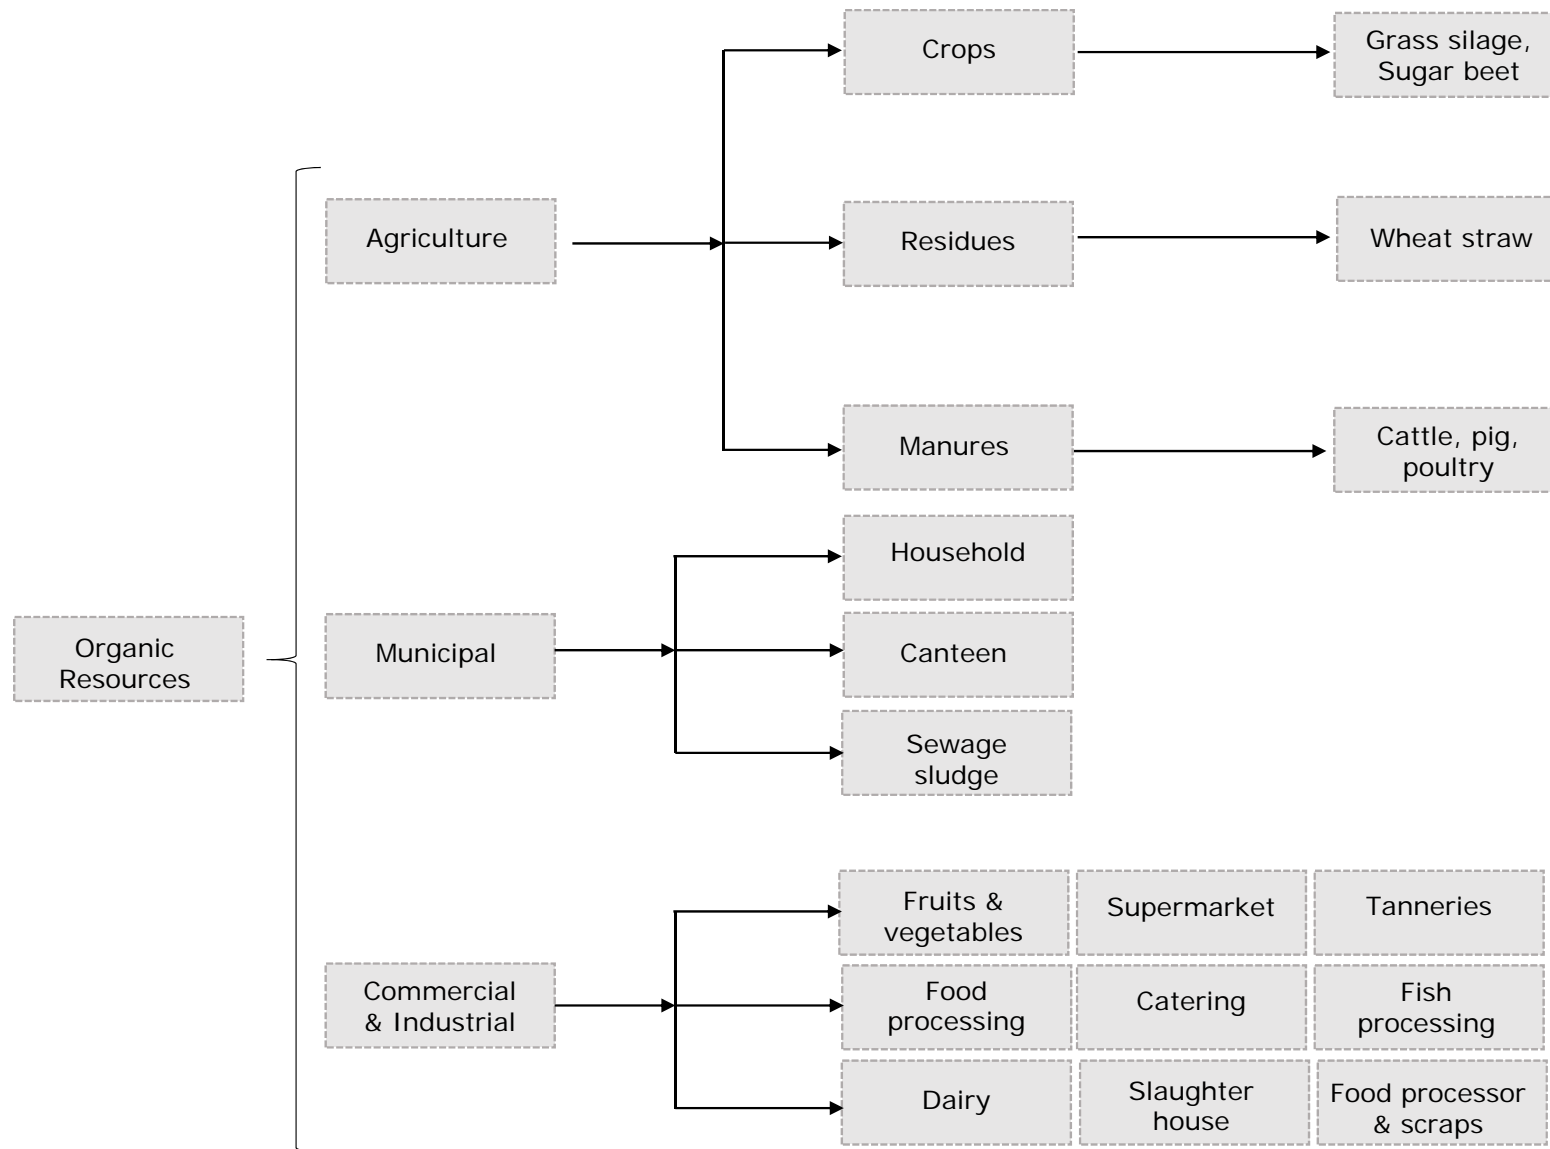 Crops
Grass silage,
Sugar beet
Agriculture
Residues
Wheat straw
Manures
Cattle, pig,
poultry
Organic
Resources
Municipal
Household
Canteen
Sewage
sludge
Commercial
& Industrial
Fruits &
vegetables
Supermarket
Tanneries
Food
processing
Catering
Fish
processing
Dairy
Slaughter
house
Food processor
& scraps